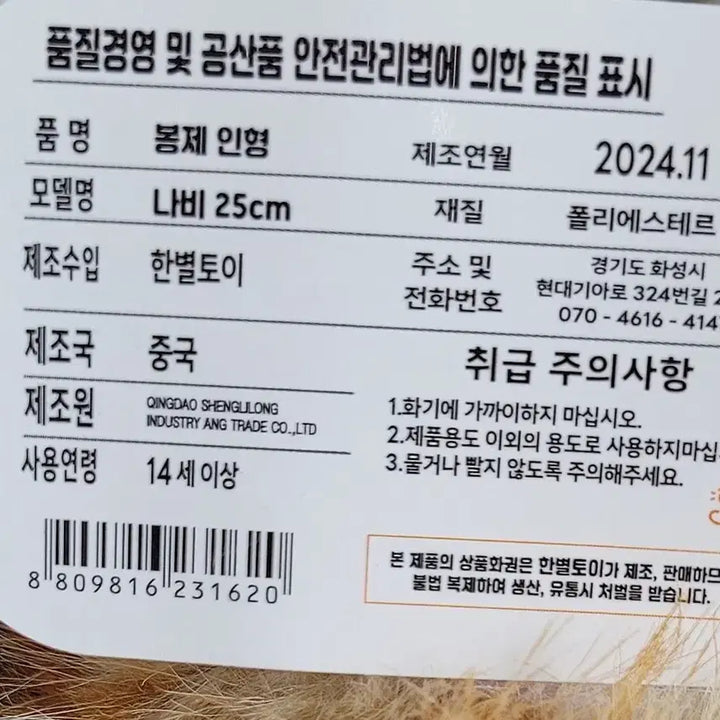 품질경영 및 공산품 안전관리법에 의한 품질 표시
품 명 봉제 인형 제조연월 2024.11
모델명 나비 25cm 재질 폴리에스테르
제조수입 한별토이 주소 및 전화번호
경기도 화성시
현대기아로 324번길
070 - 4616 -
제조국 중국
제조원 QINGDAO SHENGLILONG
INDUSTRY ANG TRADE CO.,LTD
사용연령 14세 이상
취급 주의사항
1.화기에 가까이하지 마십시오.
2.제품용도 이외의 용도로 사용하지마십
3.물거나 빨지 않도록 주의해주세요.
본 제품의 상품화권은 한별토이가 제조, 판매하므
불법 복제하여 생산, 유통시 처벌을 받습니다.
8 809816 231620